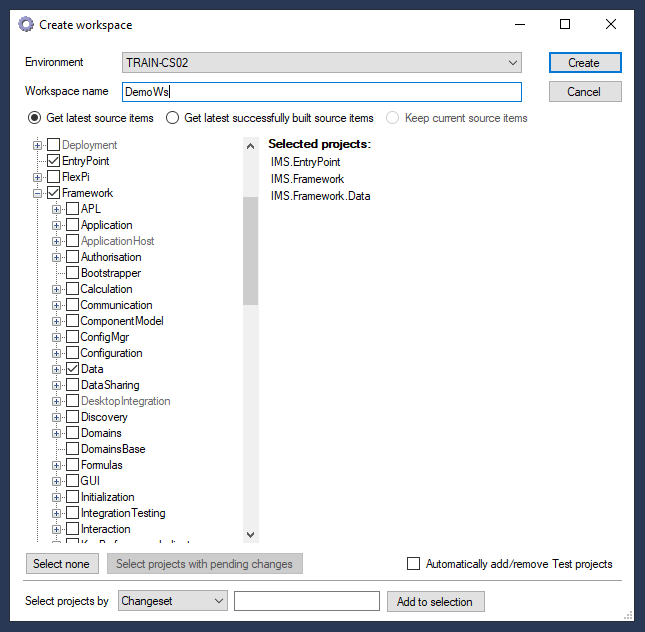 Create workspace
Environment TRAIN-CS02 Create
Workspace name DemoWs Cancel
Get latest source items Get latest successfully built source items Keep current source items
Deployment
EntryPoint
FlexPi
Framework
APL
Application
ApplicationHost
Authorisation
Bootstrapper
Calculation
Communication
ComponentModel
ConfigMgr
Configuration
Data
DataSharing
DesktopIntegration
Discovery
Domains
DomainsBase
Formulas
GUI
Initialization
IntegrationTesting
Interaction
Selected projects:
IMS.EntryPoint
IMS.Framework
IMS.Framework.Data
Select none Select projects with pending changes Automatically add/remove Test projects
Select projects by Changeset Add to selection